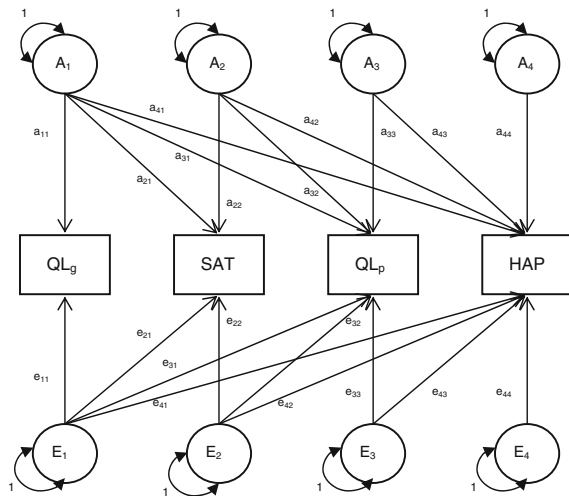 1 1 1 1
A1 A2 A3 A4
a41 a42
a11 a33 a43 a44
a31
a21 a32
a22
QLg SAT QLp HAP
e21 e22 e32
e31
e11 e33 e43 e44
e41 e42
E1 E2 E3 E4
1 1 1 1